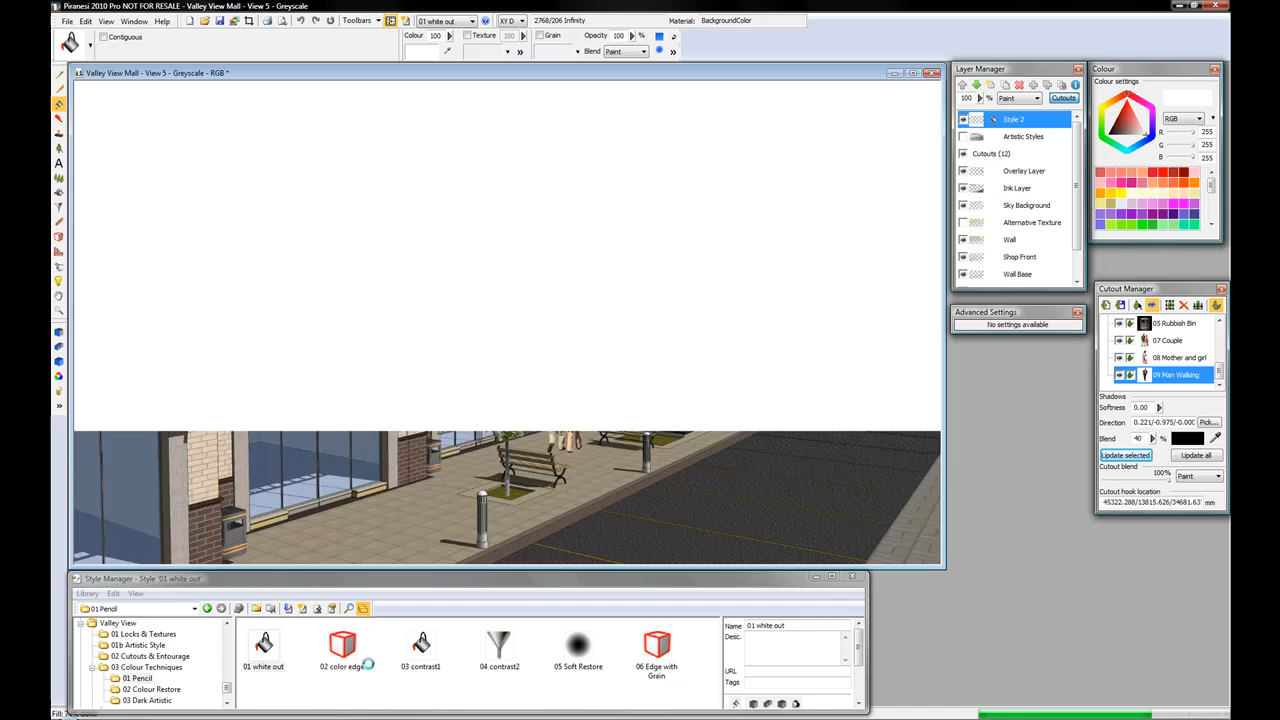 Piranesi 2010 Pro NOT FOR RESALE - Valley View Mall - View 5 - Greyscale
File Edit View Window Help
Toolbars
01 white out
XY D
2768/206 Infinity
Material: BackgroundColor
Contiguous
Colour 100
Texture 100
Grain
Opacity 100 %
Blend Paint
Valley View Mall - View 5 - Greyscale - RGB *
Layer Manager
100 % Paint Cutouts
Style 2
Artistic Styles
Cutouts (12)
Overlay Layer
Ink Layer
Sky Background
Alternative Texture
Wall
Shop Front
Wall Base
Advanced Settings
No settings available
Colour
Colour settings
RGB
R 255
G 255
B 255
Cutout Manager
05 Rubbish Bin
07 Couple
08 Mother and girl
09 Man Walking
Shadows
Softness 0.00
Direction 0.221/-0.975/-0.000 Pick...
Blend 40 %
Update selected Update all
Cutout blend
100% Paint
Cutout hook location
45322.288/13815.626/34681.63 mm
Style Manager - Style '01 white out'
Library Edit View
01 Pencil
Valley View
01 Locks & Textures
01b Artistic Style
02 Cutouts & Entourage
03 Colour Techniques
01 Pencil
02 Colour Restore
03 Dark Artistic
01 white out
02 color edge
03 contrast1
04 contrast2
05 Soft Restore
06 Edge with Grain
Name 01 white out
Desc.
URL
Tags